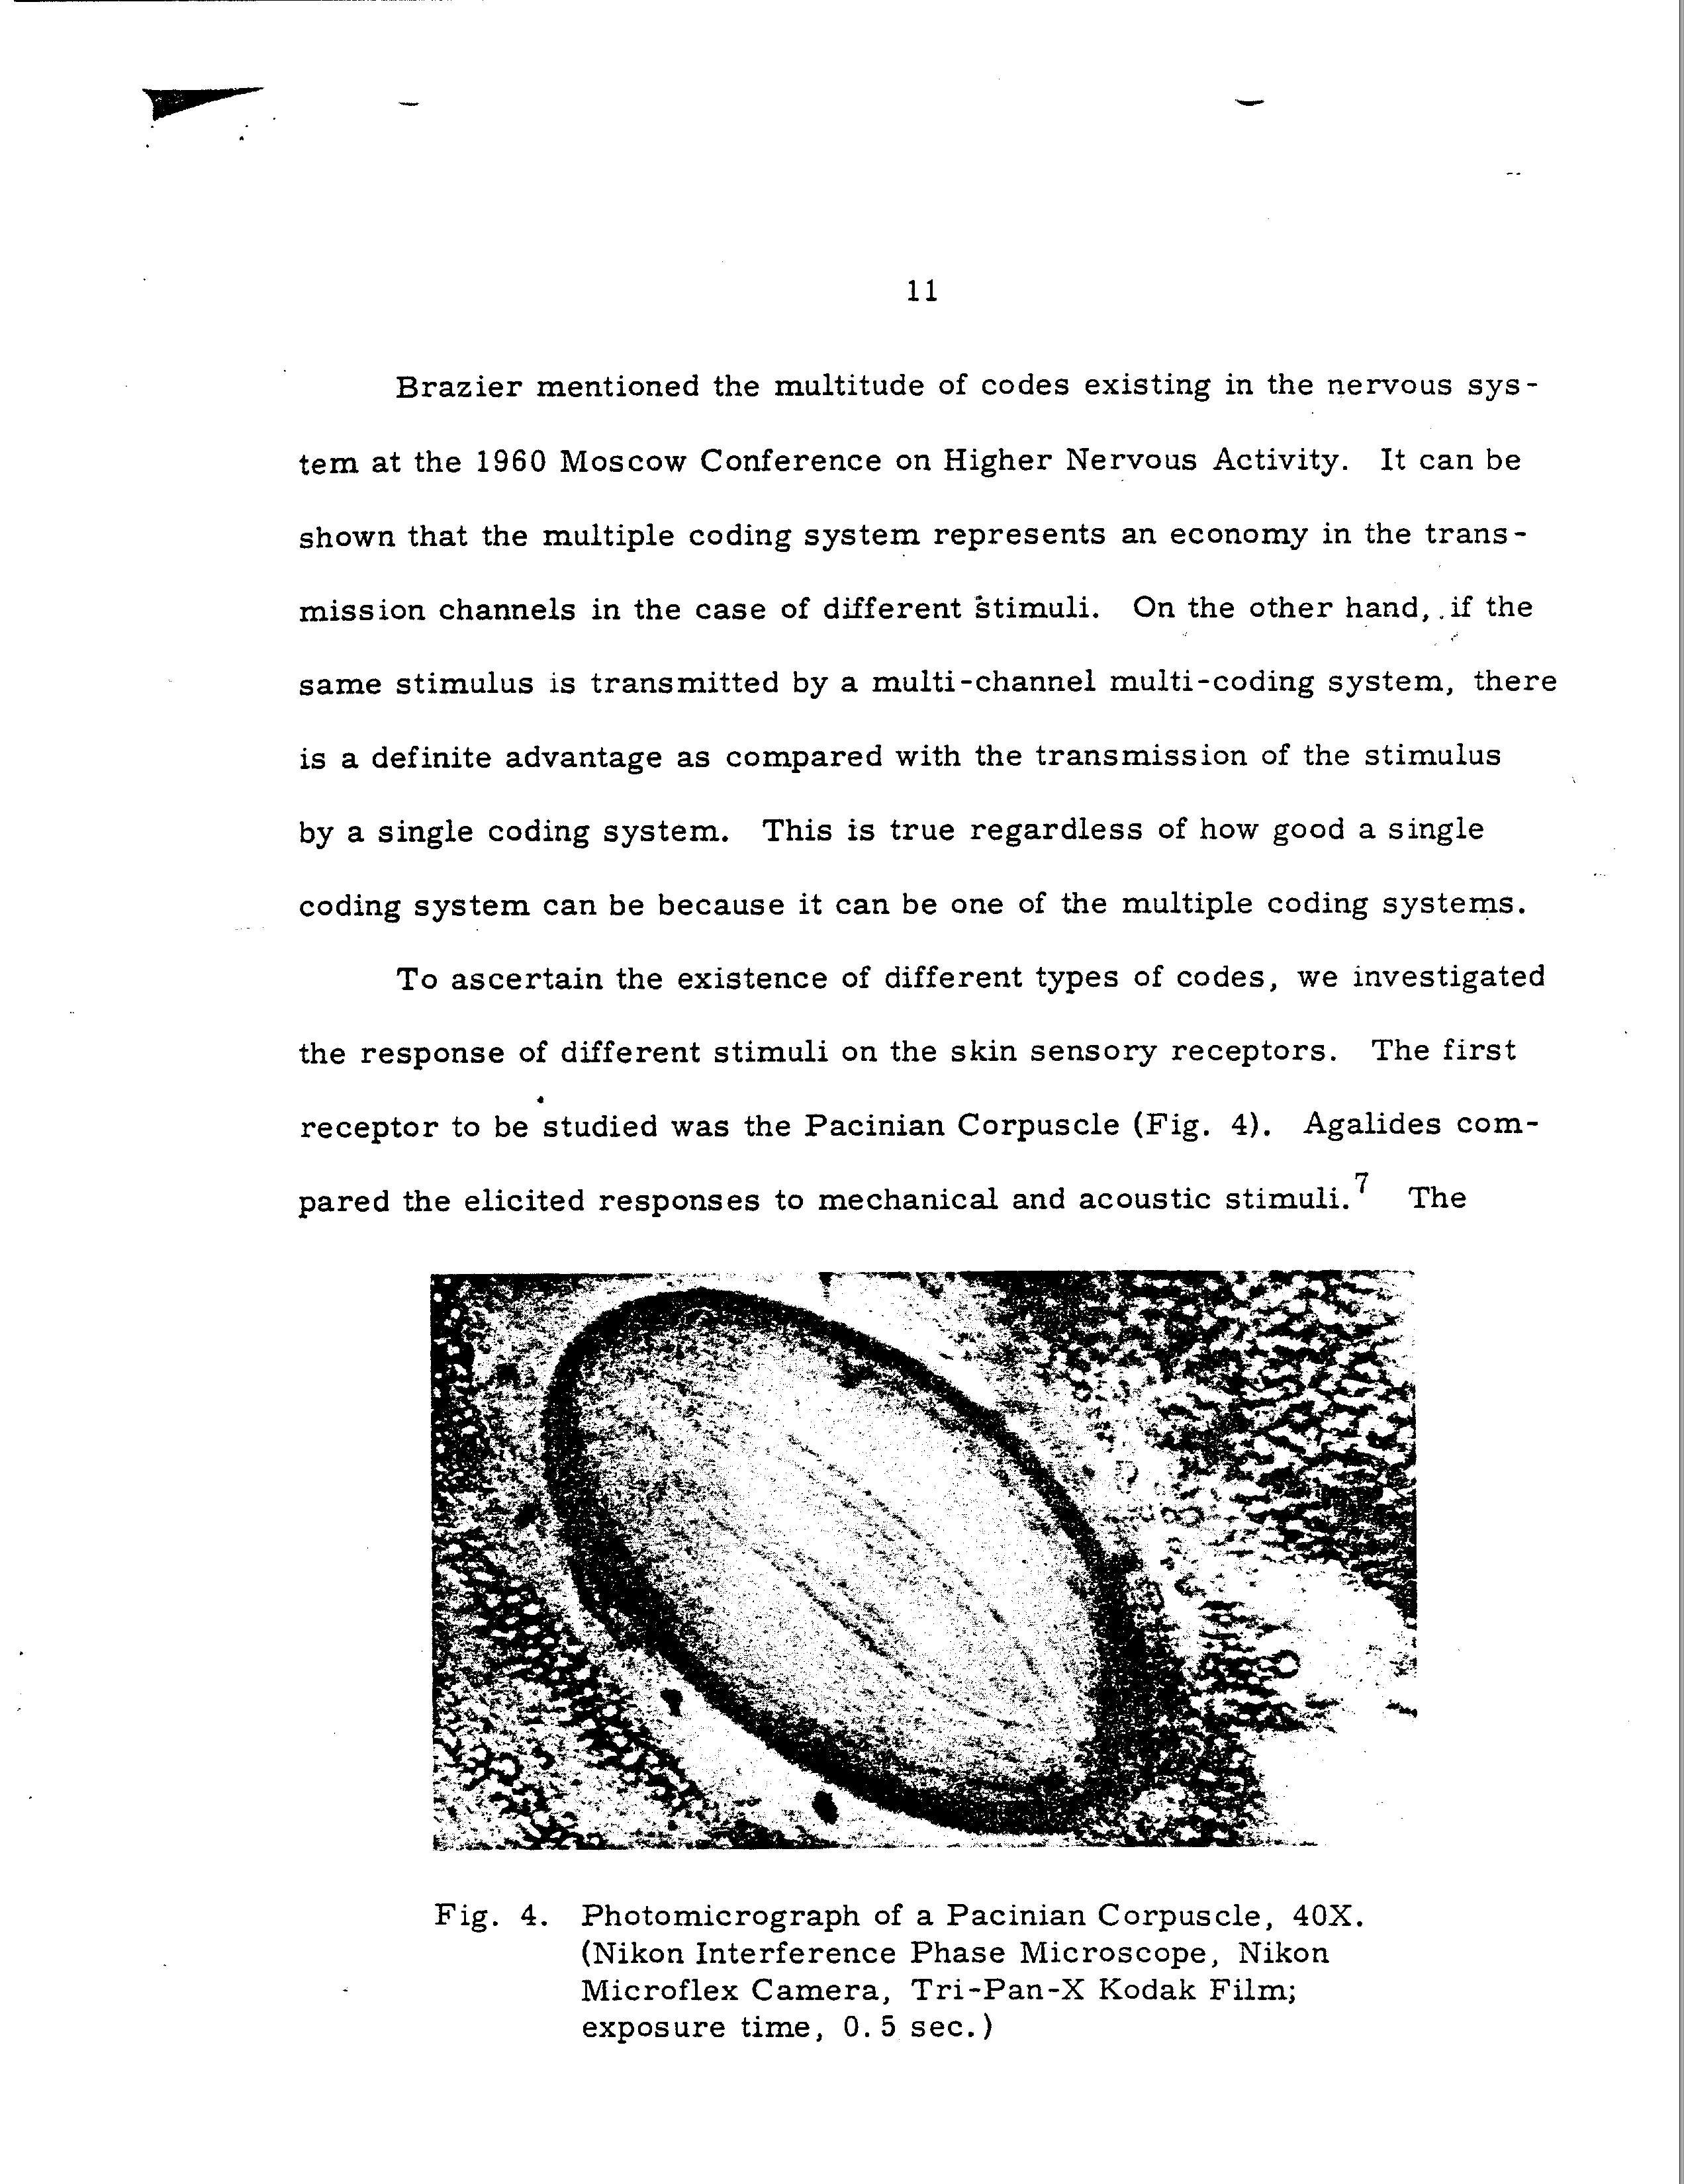 11
Brazier mentioned the multitude of codes existing in the nervous sys-
tem at the 1960 Moscow Conference on Higher Nervous Activity. It can be
shown that the multiple coding system represents an economy in the trans-
mission channels in the case of different stimuli. On the other hand, if the
same stimulus is transmitted by a multi-channel multi-coding system, there
is a definite advantage as compared with the transmission of the stimulus
by a single coding system. This is true regardless of how good a single
coding system can be because it can be one of the multiple coding systems.
To ascertain the existence of different types of codes, we investigated
the response of different stimuli on the skin sensory receptors. The first
receptor to be studied was the Pacinian Corpuscle (Fig. 4). Agalides com-
pared the elicited responses to mechanical and acoustic stimuli.7 The
Fig. 4. Photomicrograph of a Pacinian Corpuscle, 40X.
(Nikon Interference Phase Microscope, Nikon
Microflex Camera, Tri-Pan-X Kodak Film;
exposure time, 0.5 sec.)